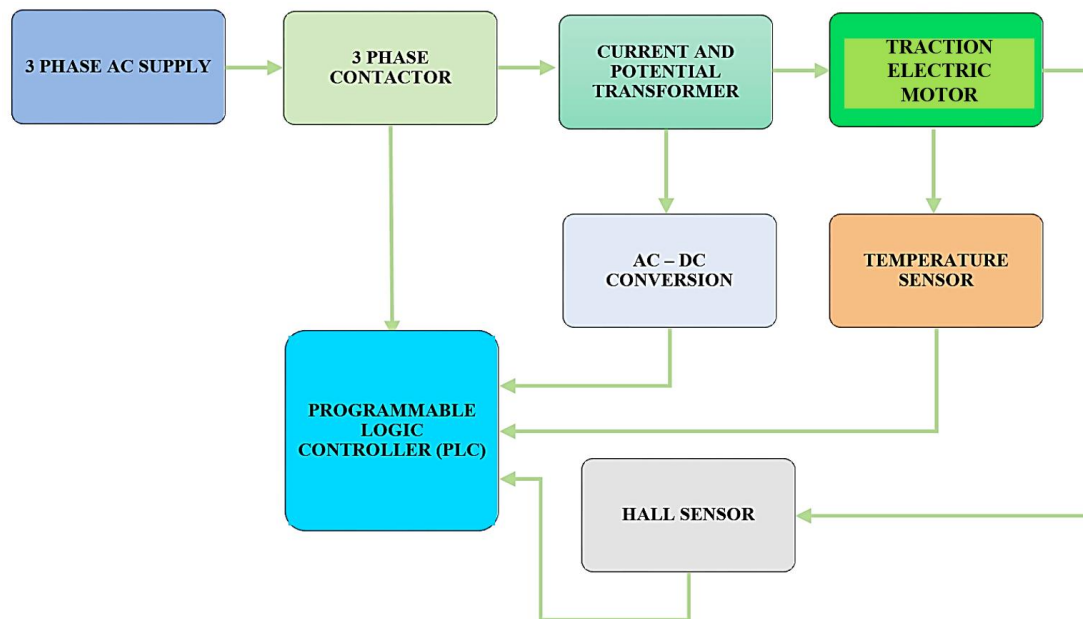 3 PHASE AC SUPPLY
3 PHASE
CONTACTOR
CURRENT AND
POTENTIAL
TRANSFORMER
TRACTION
ELECTRIC
MOTOR
AC – DC
CONVERSION
TEMPERATURE
SENSOR
PROGRAMMABLE
LOGIC
CONTROLLER (PLC)
HALL SENSOR